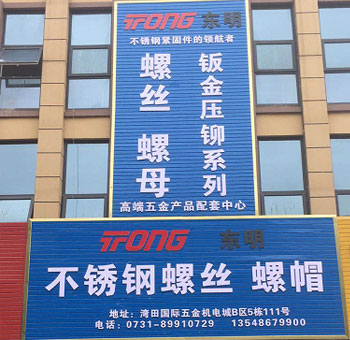 TONG 东明
不锈钢紧固件的领航者
螺丝 螺母
钣金压铆系列
高端五金产品配套中心
TONG 东明
不锈钢螺丝 螺帽
地址：湾田国际五金机电城B区5栋111号
电话：0731-89910729 13548679900